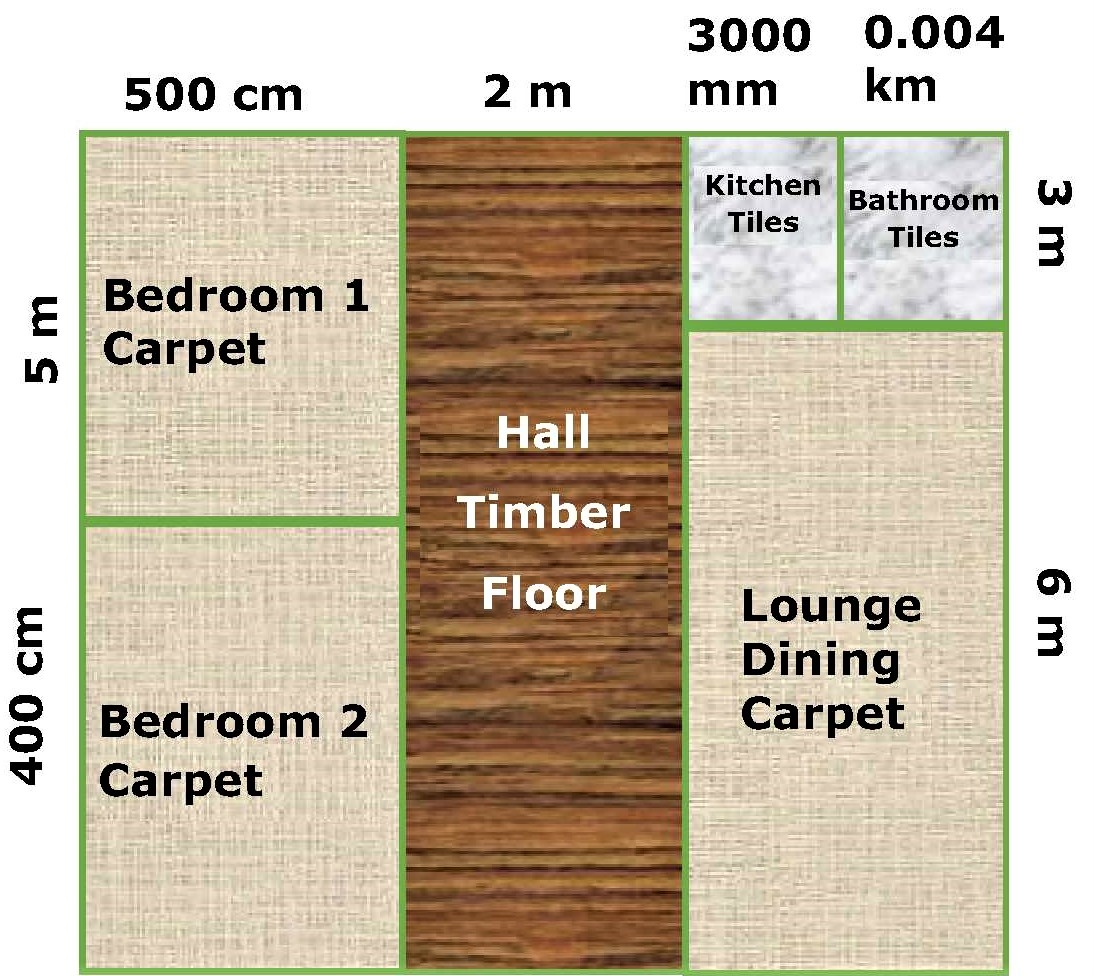 500 cm
2 m
3000
mm
0.004
km
Kitchen
Tiles
Bathroom
Tiles
3 m
5 m
Bedroom 1
Carpet
Hall
Timber
Floor
6 m
Lounge
Dining
Carpet
400 cm
Bedroom 2
Carpet